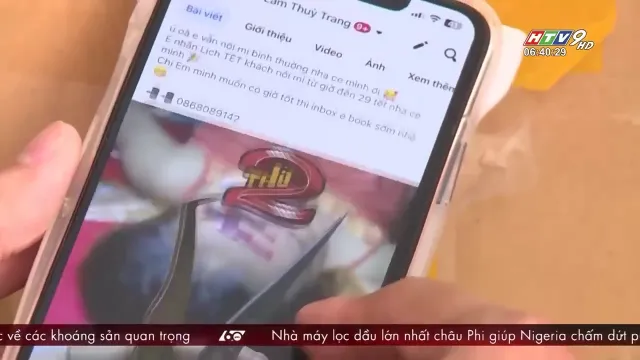 HTV9 HD
06:40:29
Lâm Thuỳ Trang 9+
Bài viết
Giới thiệu
Video
Ảnh
Xem thêm
u oà e vẫn nối mi bình thường nha ce mình ơi
E nhận Lịch TẾT khách nối mi từ giờ đến 29 tết nha ce
mình
Chị Em mình muốn có giờ tốt thì inbox e book sớm nhé
0868089147
THỨ
2
c về các khoáng sản quan trọng
60
Nhà máy lọc dầu lớn nhất châu Phi giúp Nigeria chấm dứt p